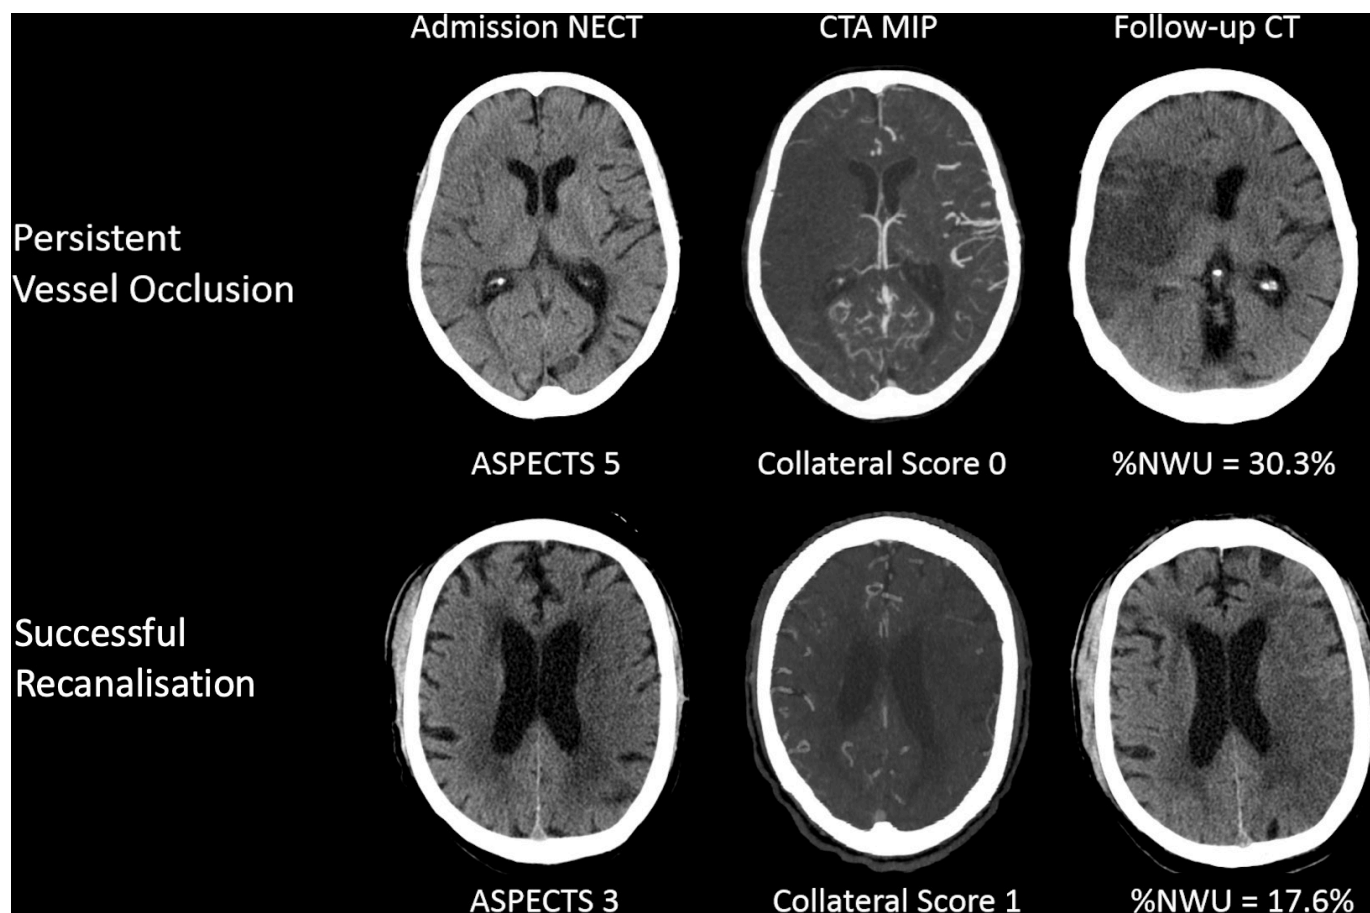 Admission NECT
CTA MIP
Follow-up CT
Persistent
Vessel Occlusion
ASPECTS 5
Collateral Score 0
%NWU = 30.3%
Successful
Recanalisation
ASPECTS 3
Collateral Score 1
%NWU = 17.6%